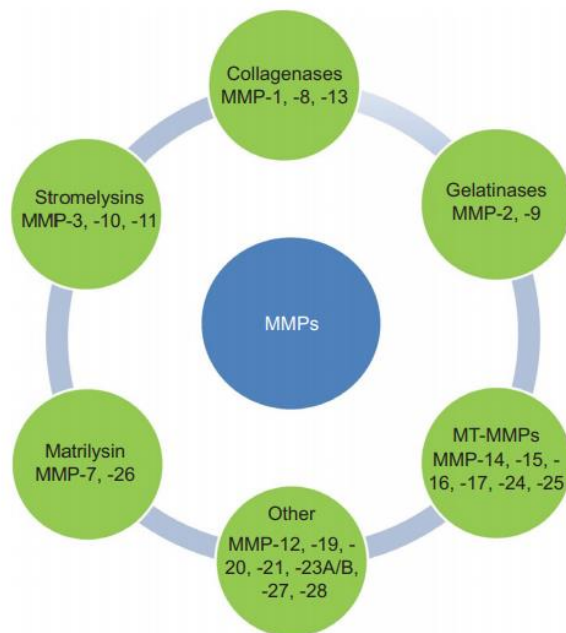 Collagenases
MMP-1, -8, -13
Gelatinases
MMP-2, -9
MT-MMPs
MMP-14, -15, -
16, -17, -24, -25
Other
MMP-12, -19, -
20, -21, -23A/B,
-27, -28
Matrilysin
MMP-7, -26
Stromelysins
MMP-3, -10, -11
MMPs